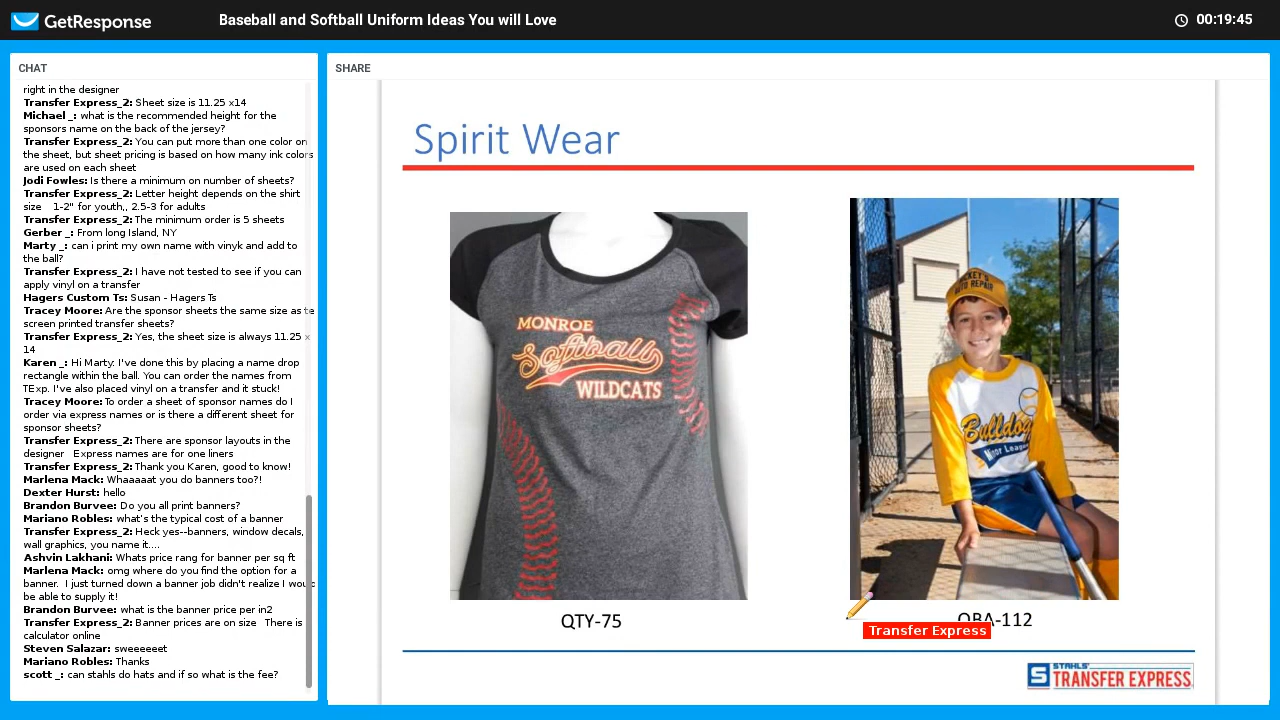 GetResponse
Baseball and Softball Uniform Ideas You will Love
00:19:45
CHAT
right in the designer
Transfer Express_2: Sheet size is 11.25 x14
Michael _: what is the recommended height for the
sponsors name on the back of the jersey?
Transfer Express_2: You can put more than one color on
the sheet, but sheet pricing is based on how many ink colors
are used on each sheet
Jodi Fowles: Is there a minimum on number of sheets?
Transfer Express_2: Letter height depends on the shirt
size    1-2" for youth,, 2.5-3 for adults
Transfer Express_2: The minimum order is 5 sheets
Gerber _: From long Island, NY
Marty _: can i print my own name with vinyk and add to
the ball?
Transfer Express_2: I have not tested to see if you can
apply vinyl on a transfer
Hagers Custom Ts: Susan - Hagers Ts
Tracey Moore: Are the sponsor sheets the same size as te
screen printed transfer sheets?
Transfer Express_2: Yes, the sheet size is always 11.25 x
14
Karen _: Hi Marty. I've done this by placing a name drop
rectangle within the ball. You can order the names from
TExp. I've also placed vinyl on a transfer and it stuck!
Tracey Moore: To order a sheet of sponsor names do I
order via express names or is there a different sheet for
sponsor sheets?
Transfer Express_2: There are sponsor layouts in the
designer   Express names are for one liners
Transfer Express_2: Thank you Karen, good to know!
Marlena Mack: Whaaaaat you do banners too?!
Dexter Hurst: hello
Brandon Burvee: Do you all print banners?
Mariano Robles: what's the typical cost of a banner
Transfer Express_2: Heck yes--banners, window decals,
wall graphics, you name it....
Ashvin Lakhani: Whats price rang for banner per sq ft
Marlena Mack: omg where do you find the option for a
banner.  I just turned down a banner job didn't realize I
be able to supply it!
Brandon Burvee: what is the banner price per in2
Transfer Express_2: Banner prices are on size   There is
calculator online
Steven Salazar: sweeeeeet
Mariano Robles: Thanks
scott _: can stahls do hats and if so what is the fee?
SHARE
Spirit Wear
MONROE
Softball
WILDCATS
AUTO REPAIR
Bulldogs
Minor League
QTY-75
QBA-112
Transfer Express
S STAHLS'
TRANSFER EXPRESS